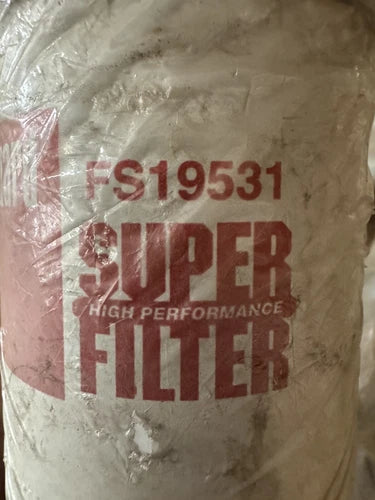 FS19531
SUPER
HIGH PERFORMANCE
FILTER